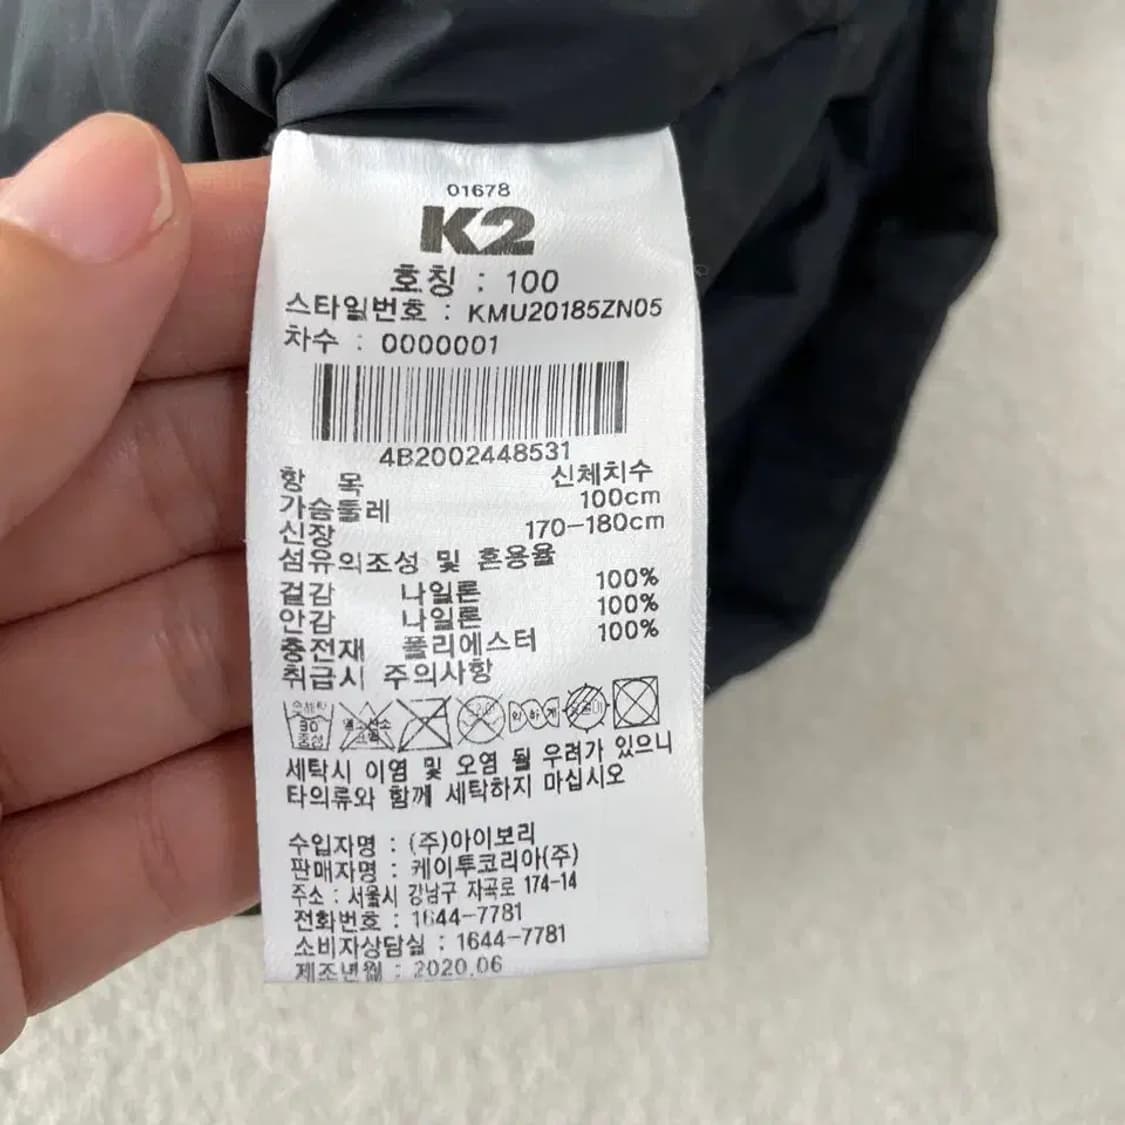 01678
K2
호칭 : 100
스타일번호 : KMU20185ZN05
차수 : 0000001
4B2002448531
항 목 신체치수
가슴둘레 100cm
신장 170-180cm
섬유의조성 및 혼용율
겉감 나일론 100%
안감 나일론 100%
충전재 폴리에스터 100%
취급시 주의사항
30
중성
약하게
세탁시 이염 및 오염 될 우려가 있으니
타의류와 함께 세탁하지 마십시오
수입자명 : (주)아이보리
판매자명 : 케이투코리아(주)
주소 : 서울시 강남구 자곡로 174-14
전화번호 : 1644-7781
소비자상담실 : 1644-7781
제조년월 : 2020.06